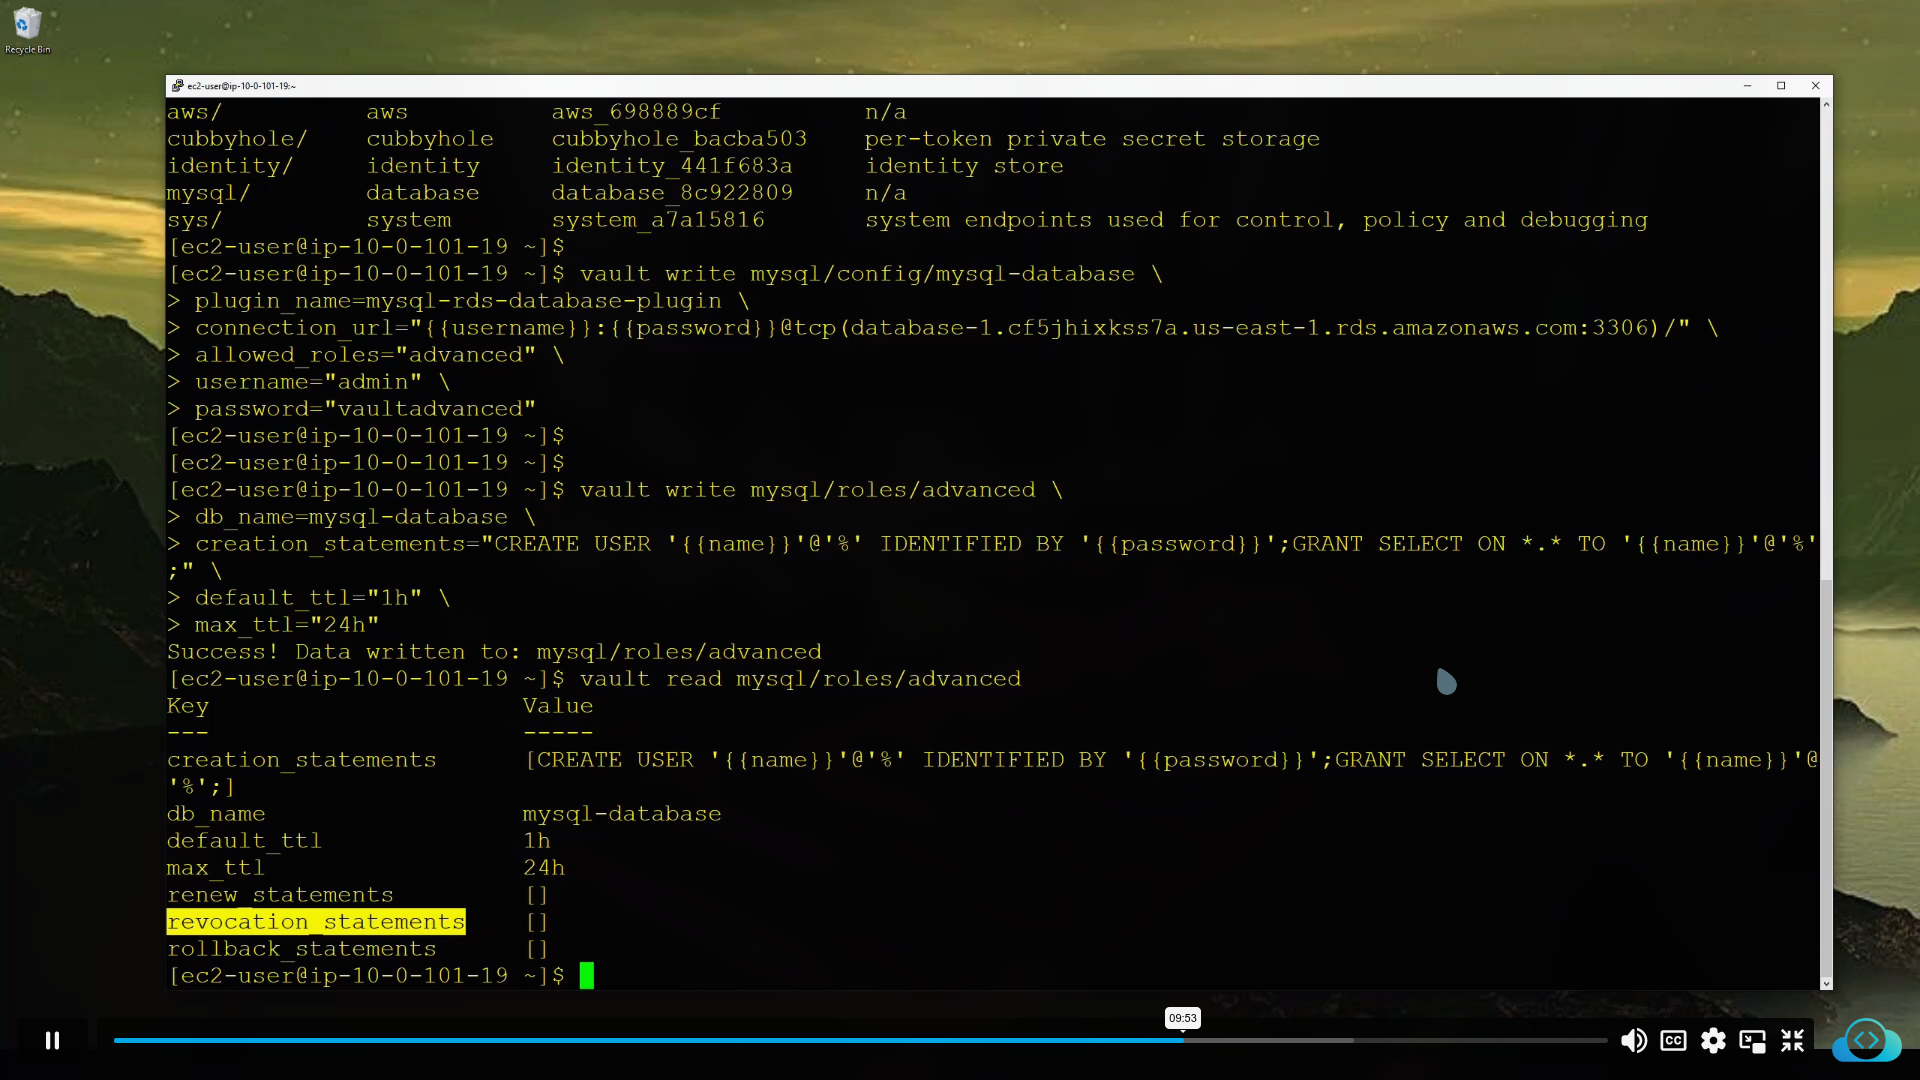 Recycle Bin
ec2-user@ip-10-0-101-19:~
aws/ aws aws_698889cf n/a
cubbyhole/ cubbyhole cubbyhole_bacba503 per-token private secret storage
identity/ identity identity_441f683a identity store
mysql/ database database_8c922809 n/a
sys/ system system_a7a15816 system endpoints used for control, policy and debugging
[ec2-user@ip-10-0-101-19 ~]$
[ec2-user@ip-10-0-101-19 ~]$ vault write mysql/config/mysql-database \
> plugin_name=mysql-rds-database-plugin \
> connection_url="{{username}}:{{password}}@tcp(database-1.cf5jhixkss7a.us-east-1.rds.amazonaws.com:3306)/" \
> allowed_roles="advanced" \
> username="admin" \
> password="vaultadvanced"
[ec2-user@ip-10-0-101-19 ~]$
[ec2-user@ip-10-0-101-19 ~]$
[ec2-user@ip-10-0-101-19 ~]$ vault write mysql/roles/advanced \
> db_name=mysql-database \
> creation_statements="CREATE USER '{{name}}'@'%' IDENTIFIED BY '{{password}}';GRANT SELECT ON *.* TO '{{name}}'@'%'
;" \
> default_ttl="1h" \
> max_ttl="24h"
Success! Data written to: mysql/roles/advanced
[ec2-user@ip-10-0-101-19 ~]$ vault read mysql/roles/advanced
Key Value
--- -----
creation_statements [CREATE USER '{{name}}'@'%' IDENTIFIED BY '{{password}}';GRANT SELECT ON *.* TO '{{name}}'@
'%';]
db_name mysql-database
default_ttl 1h
max_ttl 24h
renew_statements []
revocation_statements []
rollback_statements []
[ec2-user@ip-10-0-101-19 ~]$
09:53
CC